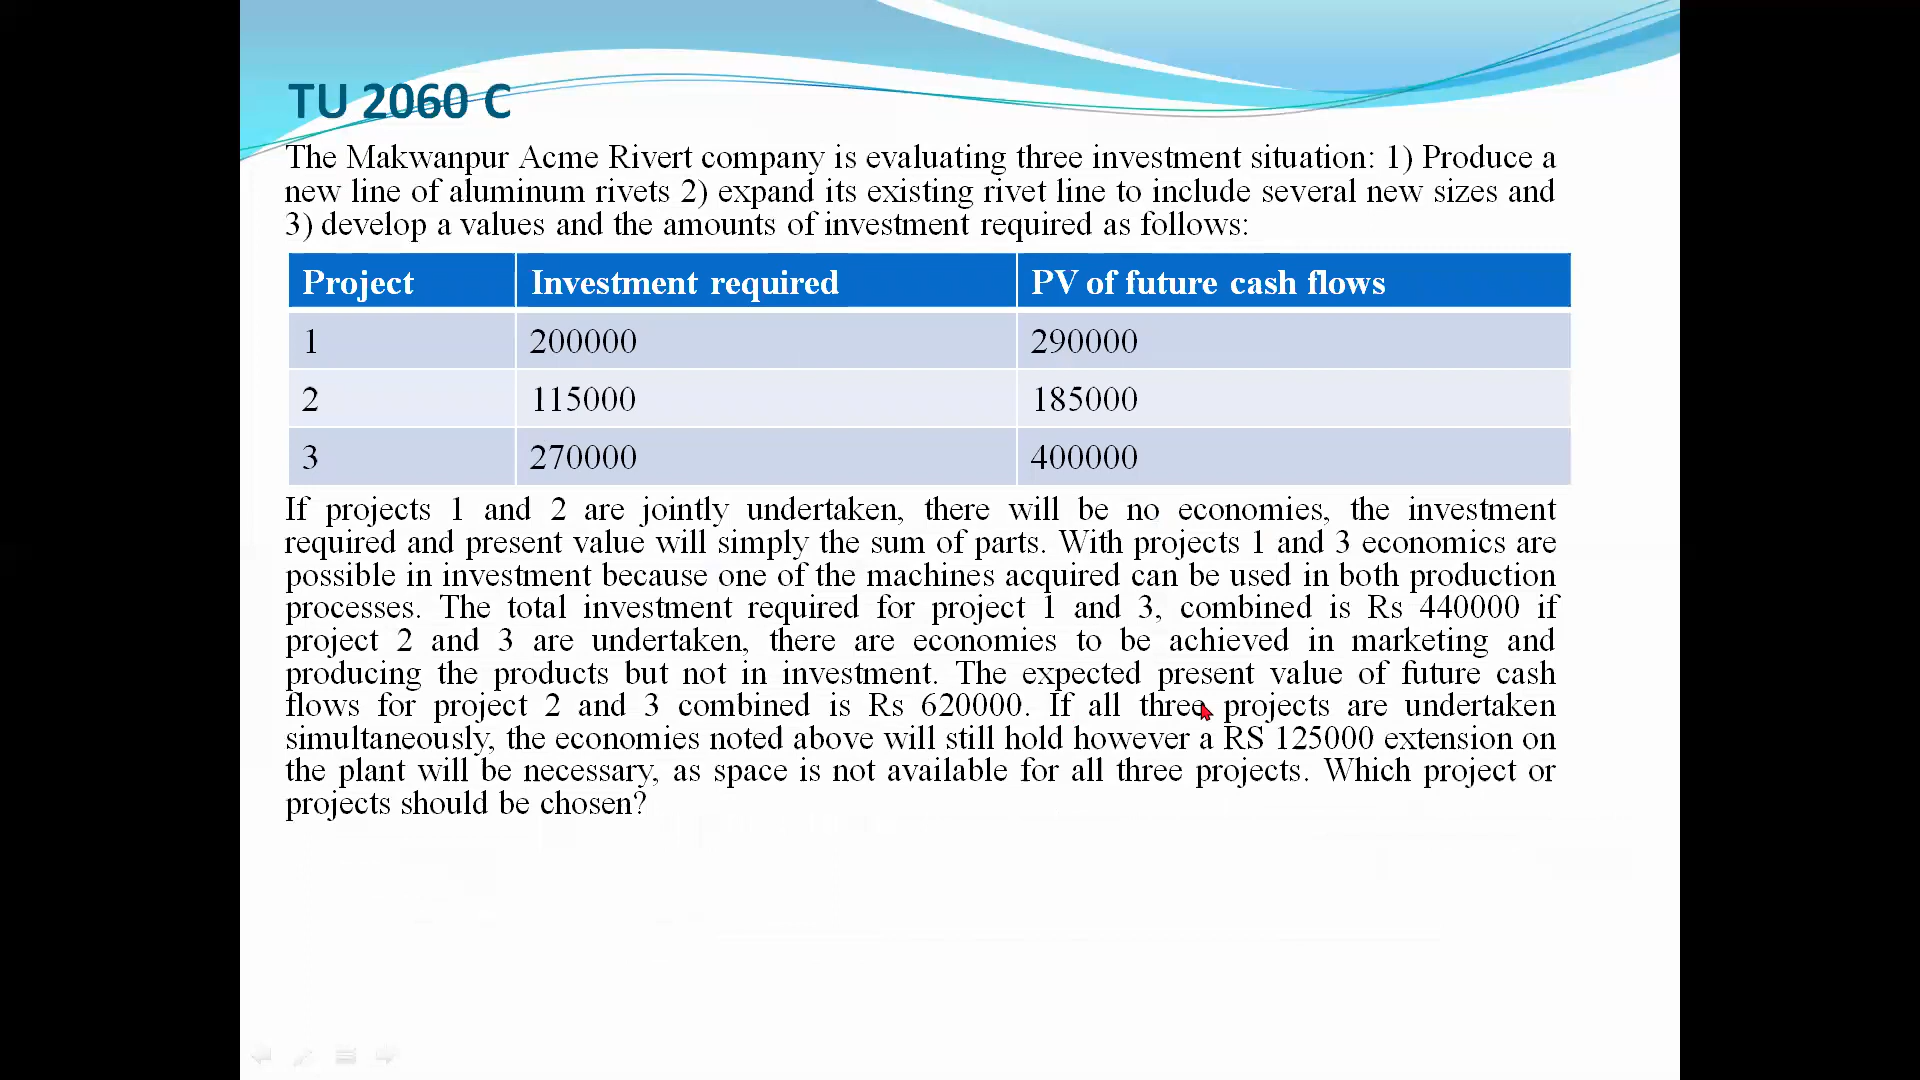 TU 2060 C
The Makwanpur Acme Rivert company is evaluating three investment situation: 1) Produce a
new line of aluminum rivets 2) expand its existing rivet line to include several new sizes and
3) develop a values and the amounts of investment required as follows:
Project Investment required PV of future cash flows
1 200000 290000
2 115000 185000
3 270000 400000
If projects 1 and 2 are jointly undertaken, there will be no economies, the investment
required and present value will simply the sum of parts. With projects 1 and 3 economics are
possible in investment because one of the machines acquired can be used in both production
processes. The total investment required for project 1 and 3, combined is Rs 440000 if
project 2 and 3 are undertaken, there are economies to be achieved in marketing and
producing the products but not in investment. The expected present value of future cash
flows for project 2 and 3 combined is Rs 620000. If all three projects are undertaken
simultaneously, the economies noted above will still hold however a RS 125000 extension on
the plant will be necessary, as space is not available for all three projects. Which project or
projects should be chosen?